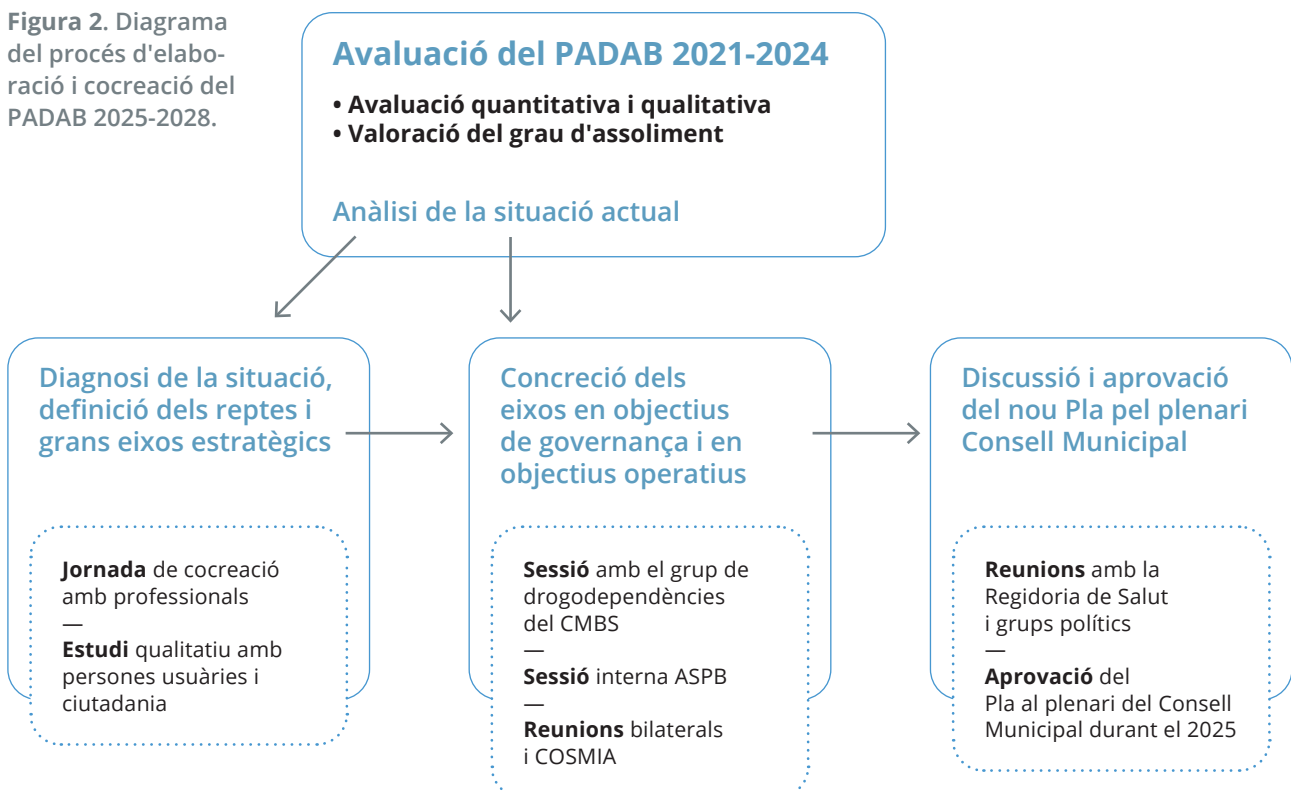 Figura 2. Diagrama
del procés d'elabo-
ració i cocreació del
PADAB 2025-2028.
Avaluació del PADAB 2021-2024
• Avaluació quantitativa i qualitativa
• Valoració del grau d'assoliment
Anàlisi de la situació actual
Diagnosi de la situació,
definició dels reptes i
grans eixos estratègics
Jornada de cocreació
amb professionals
—
Estudi qualitatiu amb
persones usuàries i
ciutadania
Concreció dels
eixos en objectius
de governança i en
objectius operatius
Sessió amb el grup de
drogodependències
del CMBS
—
Sessió interna ASPB
—
Reunions bilaterals
i COSMIA
Discussió i aprovació
del nou Pla pel plenari
Consell Municipal
Reunions amb la
Regidoria de Salut
i grups polítics
—
Aprovació del
Pla al plenari del Consell
Municipal durant el 2025